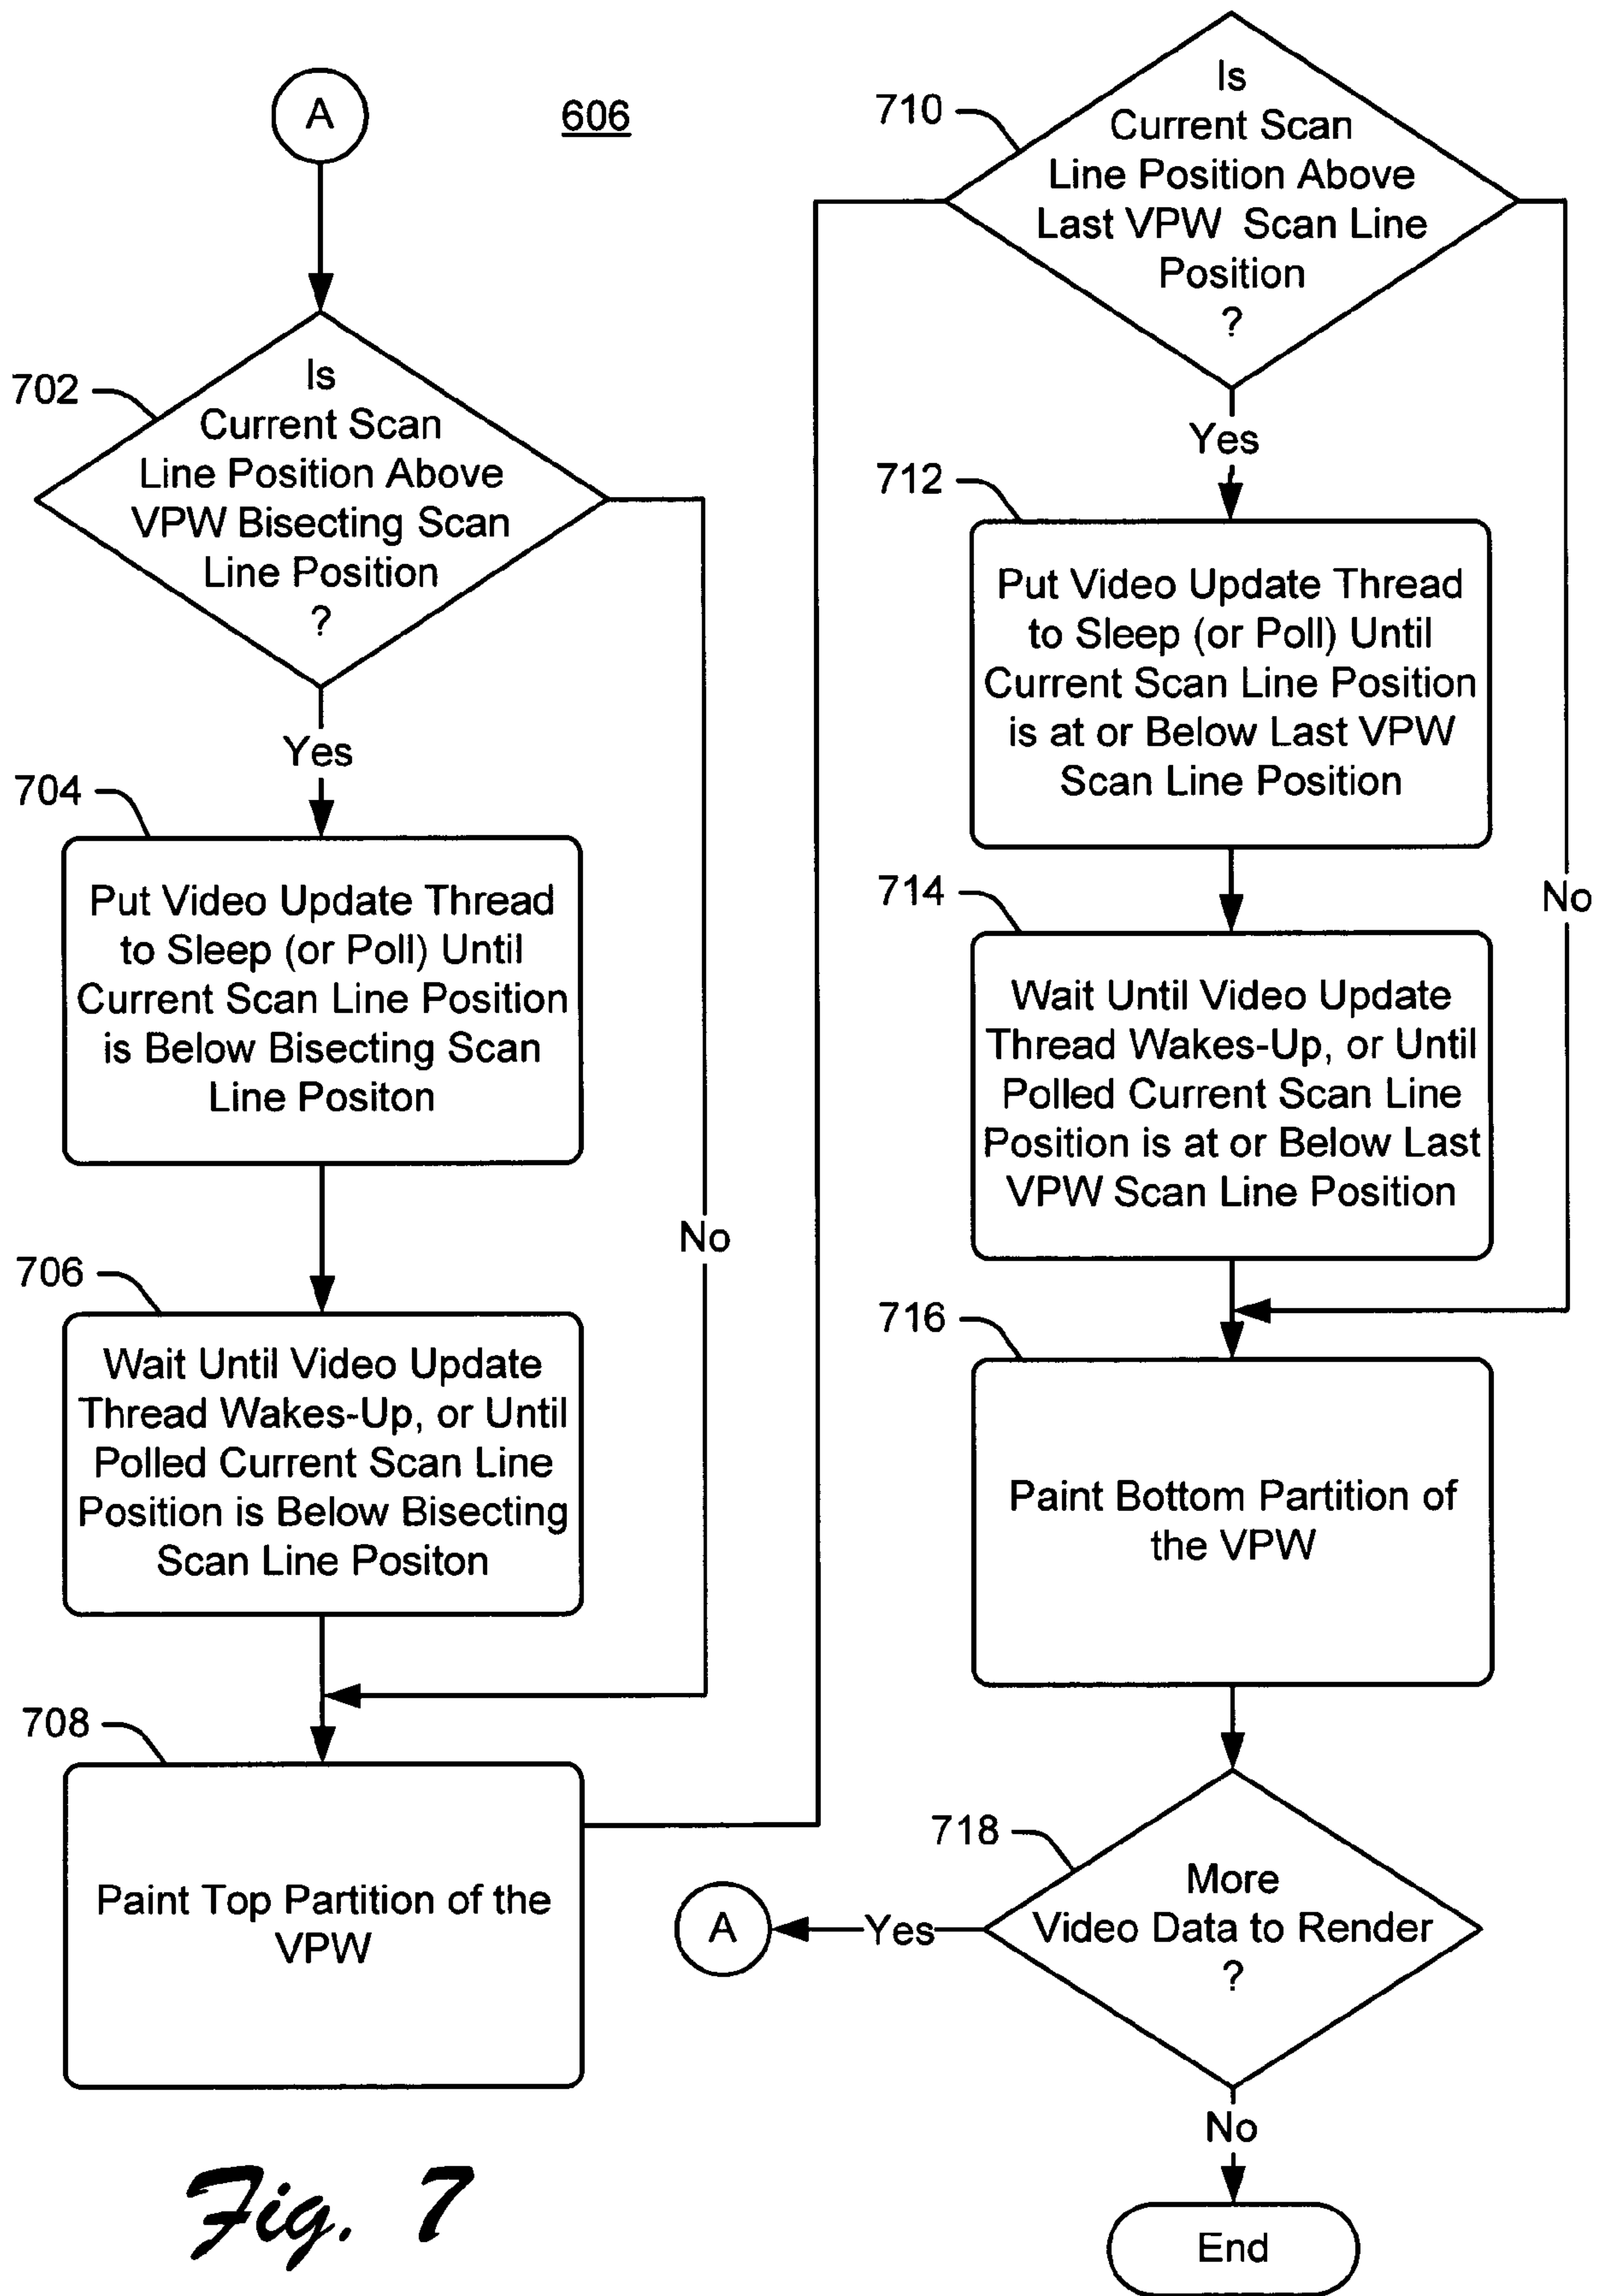 A
606
702
Is
Current Scan
Line Position Above
VPW Bisecting Scan
Line Position
?
Yes
No
704
Put Video Update Thread
to Sleep (or Poll) Until
Current Scan Line Position
is Below Bisecting Scan
Line Positon
706
Wait Until Video Update
Thread Wakes-Up, or Until
Polled Current Scan Line
Position is Below Bisecting
Scan Line Positon
708
Paint Top Partition of the
VPW
710
Is
Current Scan
Line Position Above
Last VPW Scan Line
Position
?
Yes
No
712
Put Video Update Thread
to Sleep (or Poll) Until
Current Scan Line Position
is at or Below Last VPW
Scan Line Position
714
Wait Until Video Update
Thread Wakes-Up, or Until
Polled Current Scan Line
Position is at or Below Last
VPW Scan Line Position
716
Paint Bottom Partition of
the VPW
718
More
Video Data to Render
?
Yes
A
No
End
Fig. 7